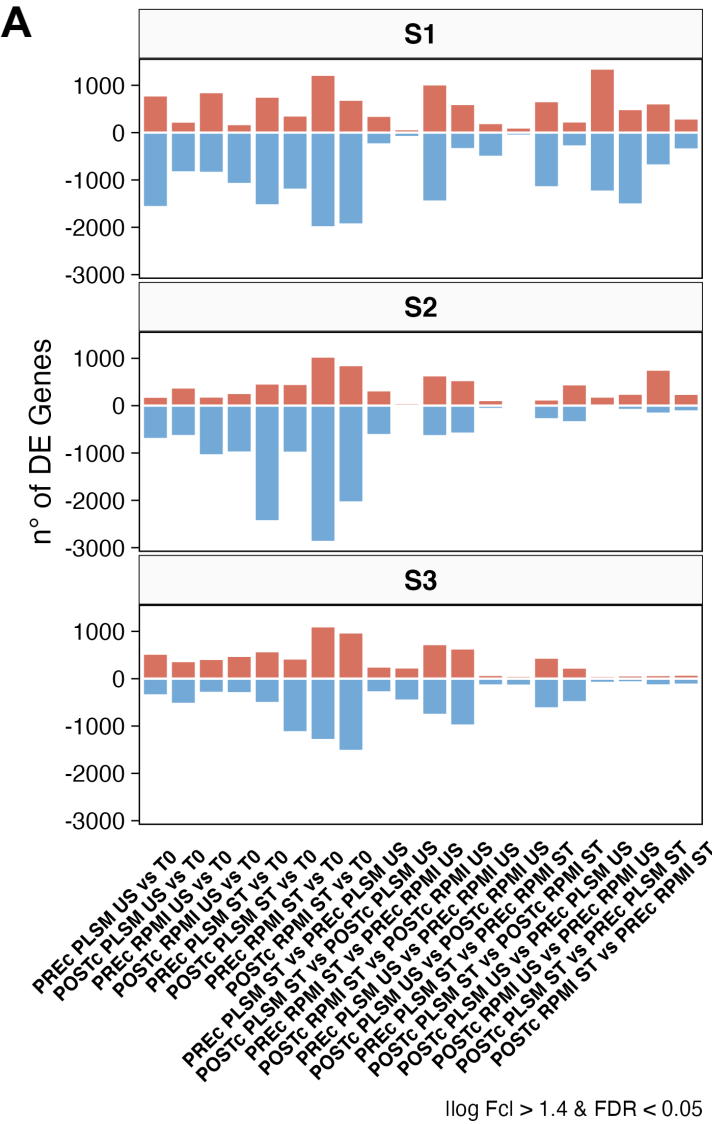 A
S1
1000
0
-1000
-2000
-3000
S2
1000
0
-1000
-2000
-3000
S3
1000
0
-1000
-2000
-3000
n° of DE Genes
PREc PLSM US vs T0
POSTc PLSM US vs T0
PREc RPMI US vs T0
POSTc RPMI US vs T0
PREc PLSM ST vs T0
POSTc PLSM ST vs T0
PREc RPMI ST vs T0
POSTc RPMI ST vs T0
PREc PLSM ST vs PREc PLSM US
POSTc PLSM ST vs POSTc PLSM US
PREc RPMI ST vs PREc RPMI US
POSTc RPMI ST vs POSTc RPMI US
PREc PLSM US vs PREc RPMI US
POSTc PLSM US vs POSTc RPMI US
PREc PLSM ST vs PREc RPMI ST
POSTc PLSM ST vs POSTc RPMI ST
POSTc PLSM US vs PREc PLSM US
POSTc RPMI US vs PREc RPMI US
POSTc PLSM ST vs PREc PLSM ST
POSTc RPMI ST vs PREc RPMI ST
|log Fc| > 1.4 & FDR < 0.05